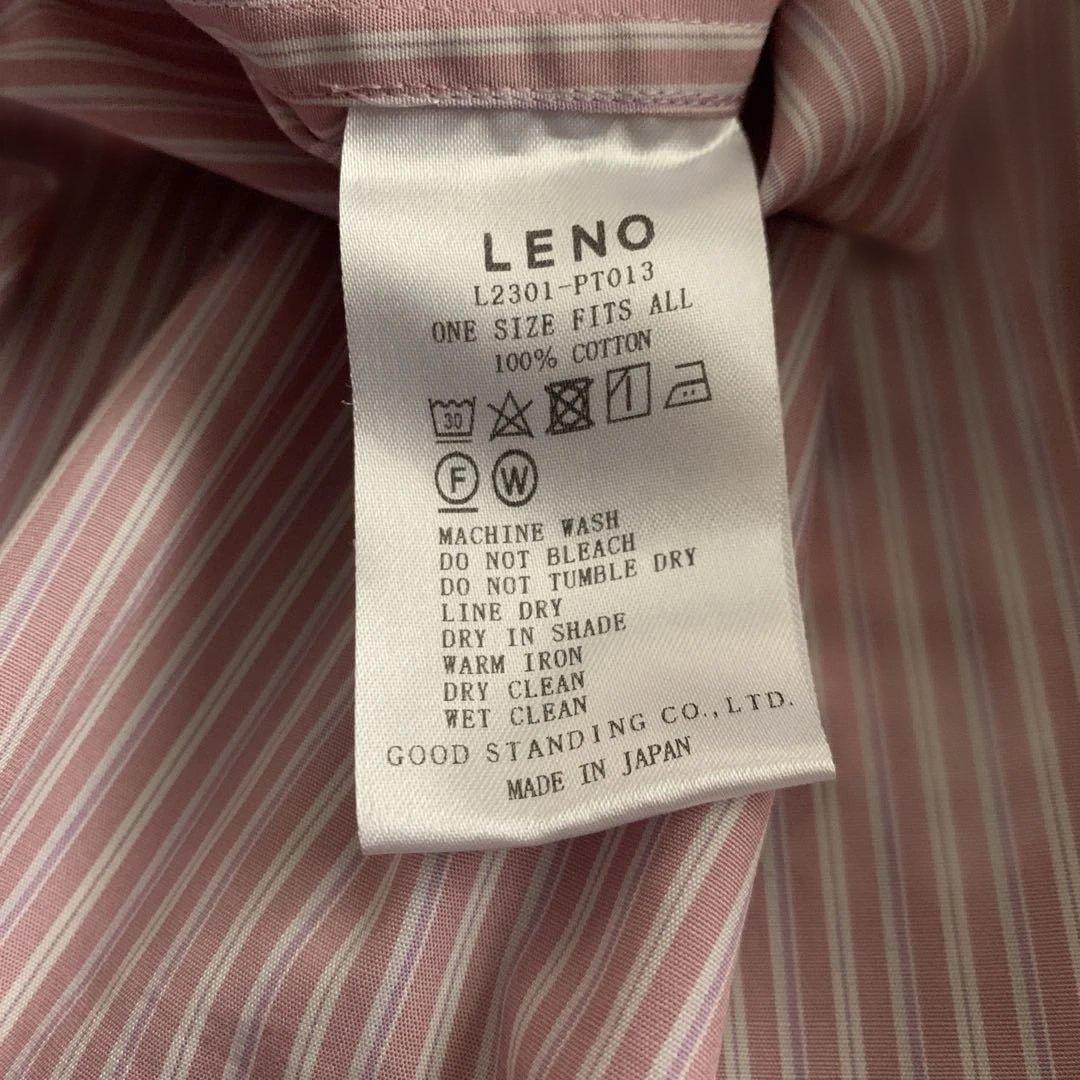 LENO
L2301-PT013
ONE SIZE FITS ALL
100% COTTON
30
F W
MACHINE WASH
DO NOT BLEACH
DO NOT TUMBLE DRY
LINE DRY
DRY IN SHADE
WARM IRON
DRY CLEAN
WET CLEAN
GOOD STANDING CO.,LTD.
MADE IN JAPAN